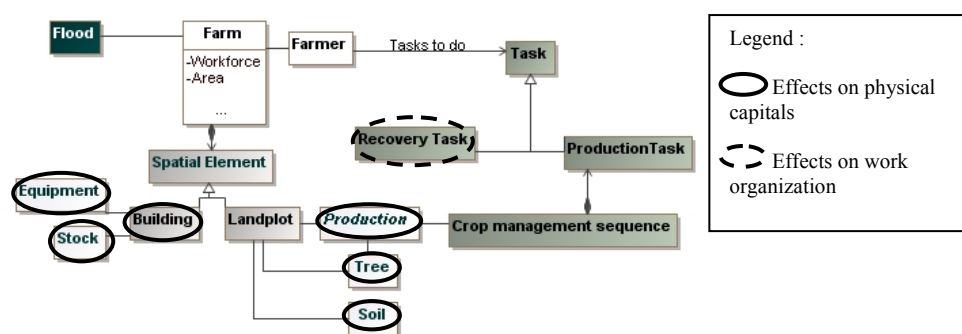 Flood
Farm
-Workforce
-Area
...
Farmer
Tasks to do
Task
Recovery Task
ProductionTask
Spatial Element
Equipment
Building
Landplot
Production
Crop management sequence
Stock
Tree
Soil
Legend :
Effects on physical
capitals
Effects on work
organization